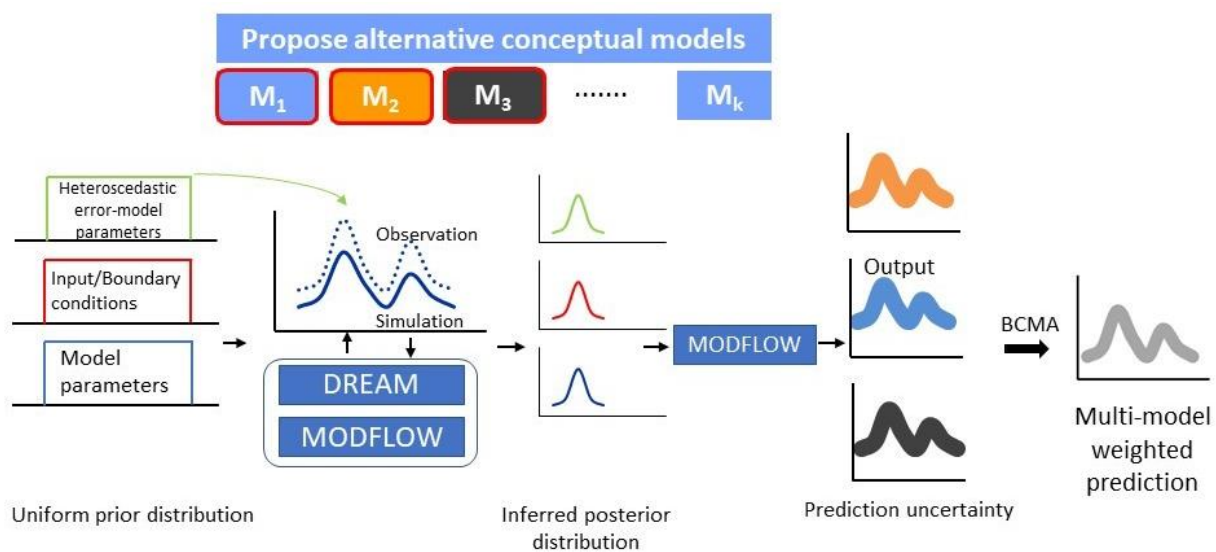 Propose alternative conceptual models
M1 M2 M3 ....... Mk
Heteroscedastic
error-model
parameters
Input/Boundary
conditions
Model
parameters
Uniform prior distribution
Observation
Simulation
DREAM
MODFLOW
Inferred posterior
distribution
MODFLOW
Output
Prediction uncertainty
BCMA
Multi-model
weighted
prediction